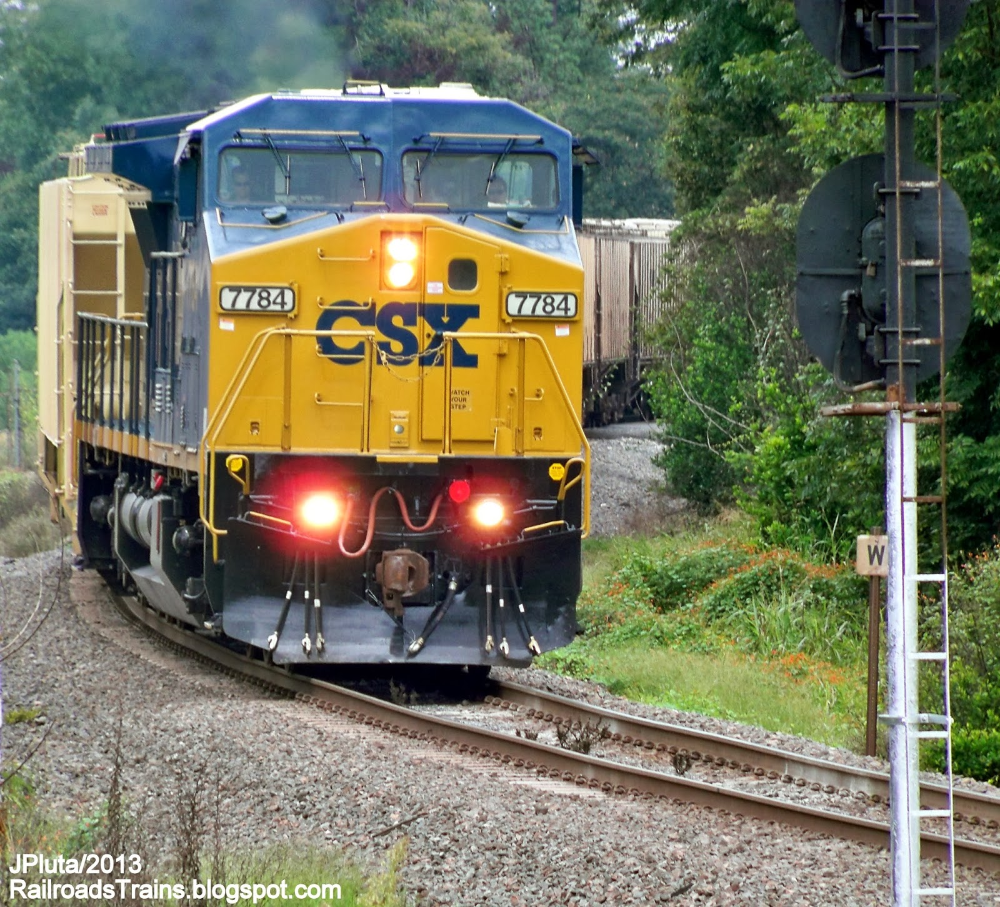 7784
7784
CSX
WATCH
YOUR
STEP
W
JPluta/2013
RailroadsTrains.blogspot.com